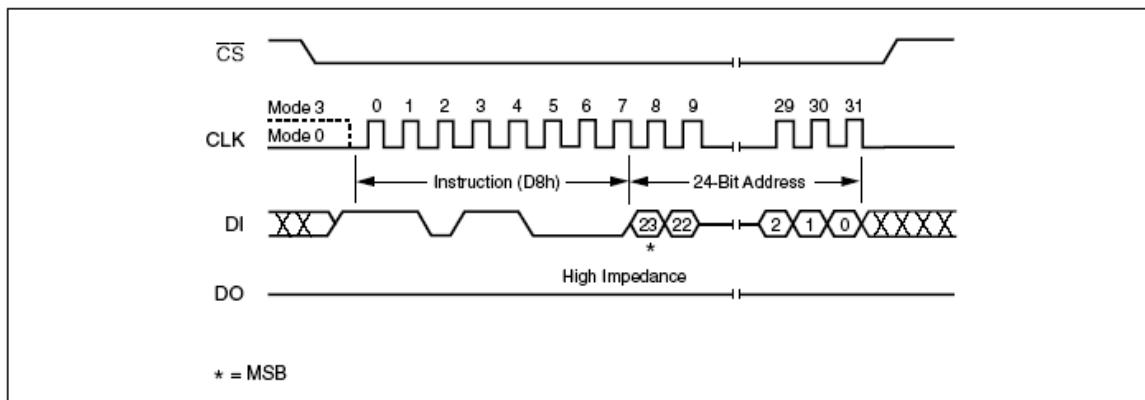 CS
Mode 3 0 1 2 3 4 5 6 7 8 9 29 30 31
CLK Mode 0
Instruction (D8h) 24-Bit Address
DI 23 22 2 1 0
*
High Impedance
DO
* = MSB